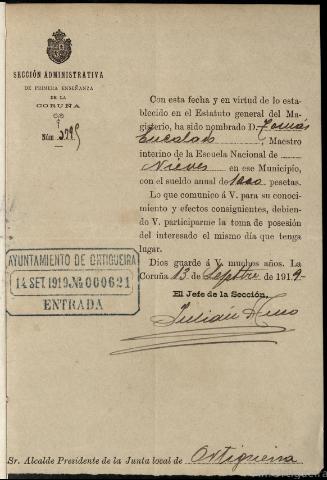 SECCIÓN ADMINISTRATIVA
DE PRIMERA ENSEÑANZA
DE LA
CORUÑA
Núm. 2795
Con esta fecha y en virtud de lo esta-
blecido en el Estatuto general del Ma-
gisterio, ha sido nombrado D. Tomás
, Maestro
interino de la Escuela Nacional de
Nieves en ese Municipio,
con el sueldo anual de 1000 pesetas.
Lo que comunico á V. para su conoci-
miento y efectos consiguientes, debien-
do V. participarme la toma de posesión
del interesado el mismo día que tenga
lugar.
Dios guarde á V. muchos años. La
Coruña 13 de Sepbre de 1919-
El Jefe de la Sección,
Julián
AYUNTAMIENTO DE ORTIGUEIRA
14 SET. 1919 Nº 000621
ENTRADA
Sr. Alcalde Presidente de la Junta local de Ortigueira